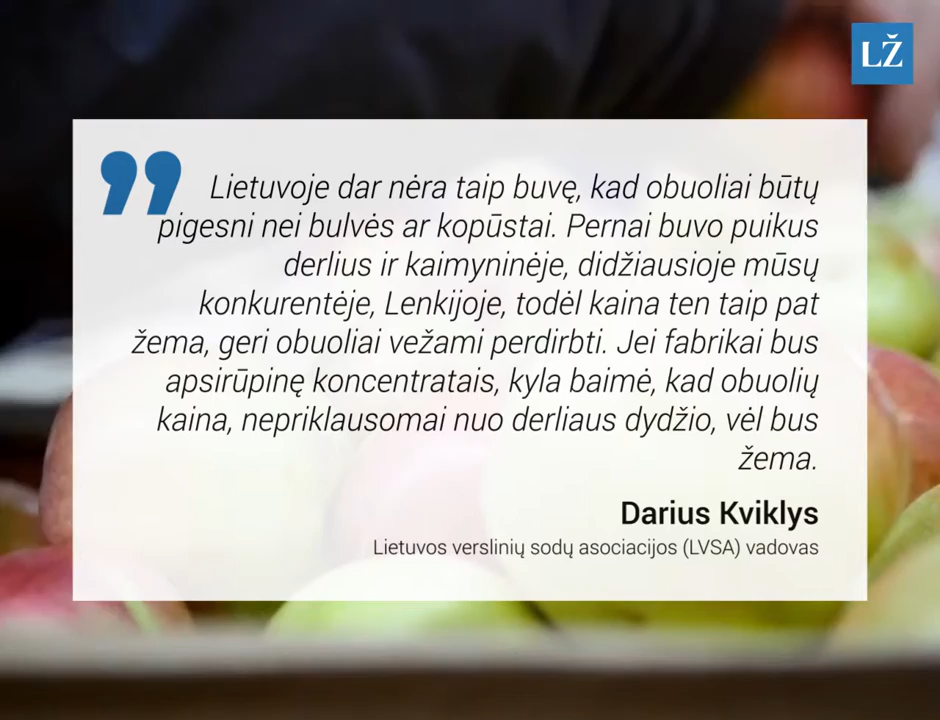 LŽ
Lietuvoje dar nėra taip buvę, kad obuoliai būtų
pigesni nei bulvės ar kopūstai. Pernai buvo puikus
derlius ir kaimyninėje, didžiausioje mūsų
konkurentėje, Lenkijoje, todėl kaina ten taip pat
žema, geri obuoliai vežami perdirbti. Jei fabrikai bus
apsirūpinę koncentratais, kyla baimė, kad obuolių
kaina, nepriklausomai nuo derliaus dydžio, vėl bus
žema.
Darius Kviklys
Lietuvos verslinių sodų asociacijos (LVSA) vadovas